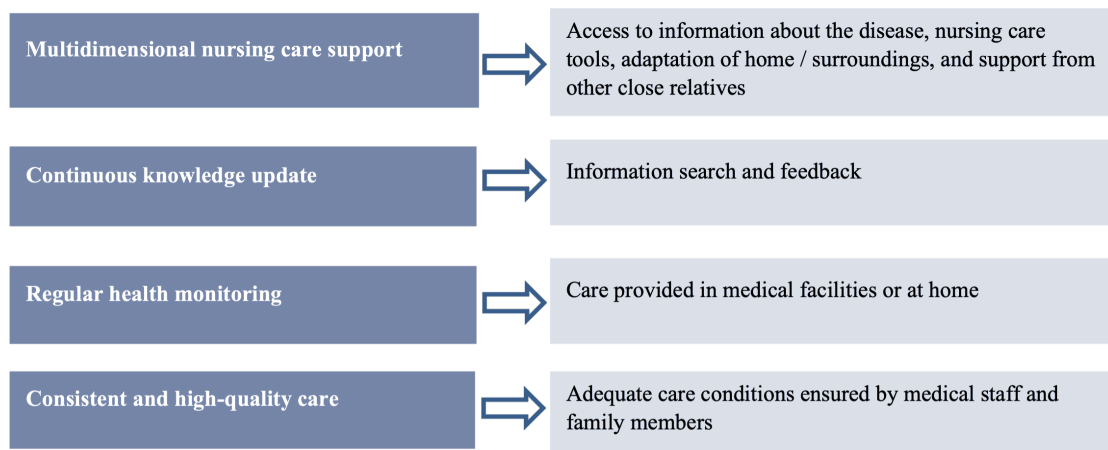 Multidimensional nursing care support
Access to information about the disease, nursing care
tools, adaptation of home / surroundings, and support from
other close relatives
Continuous knowledge update
Information search and feedback
Regular health monitoring
Care provided in medical facilities or at home
Consistent and high-quality care
Adequate care conditions ensured by medical staff and
family members